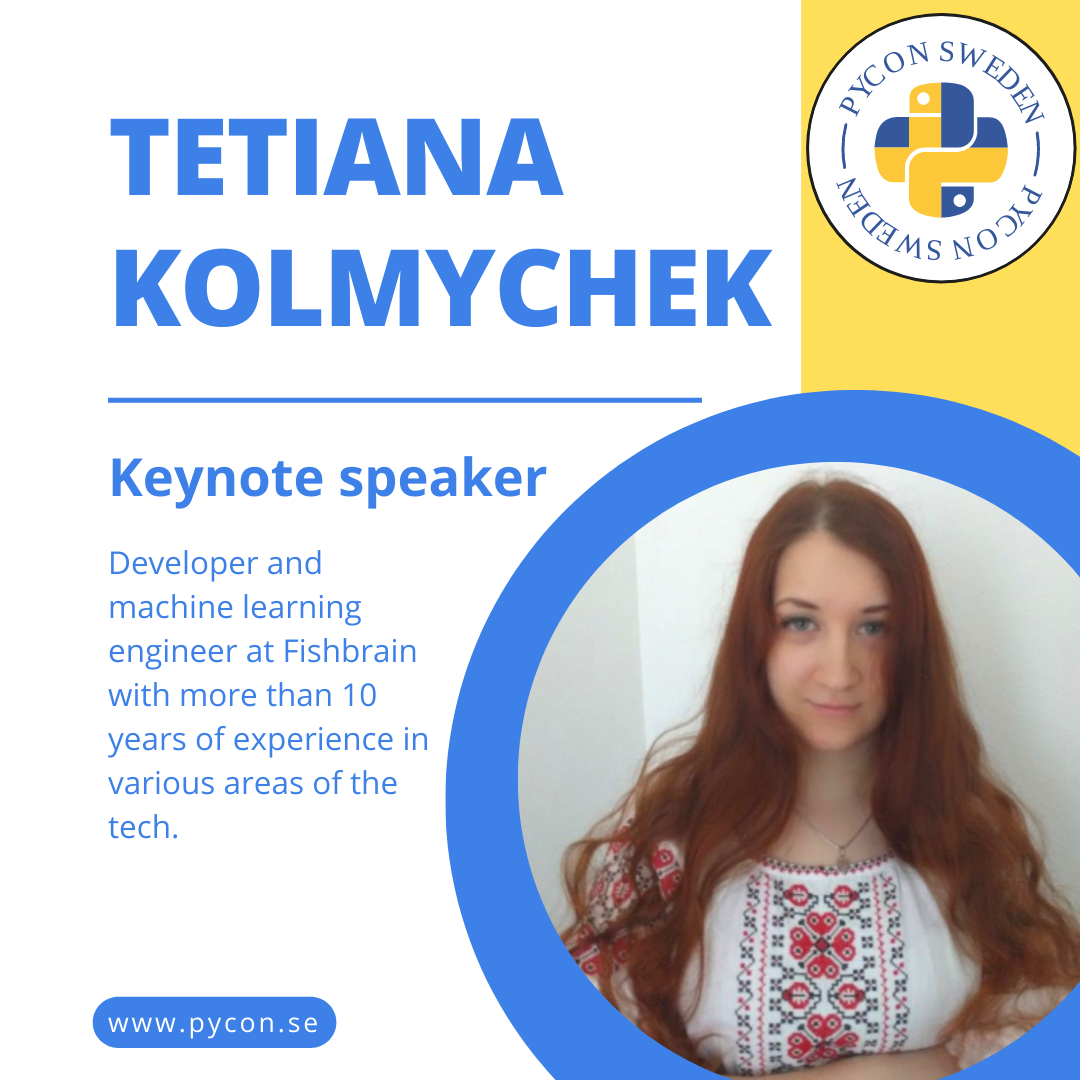 TETIANA
KOLMYCHEK
PYCON SWEDEN
PYCON SWEDEN
Keynote speaker
Developer and
machine learning
engineer at Fishbrain
with more than 10
years of experience in
various areas of the
tech.
www.pycon.se